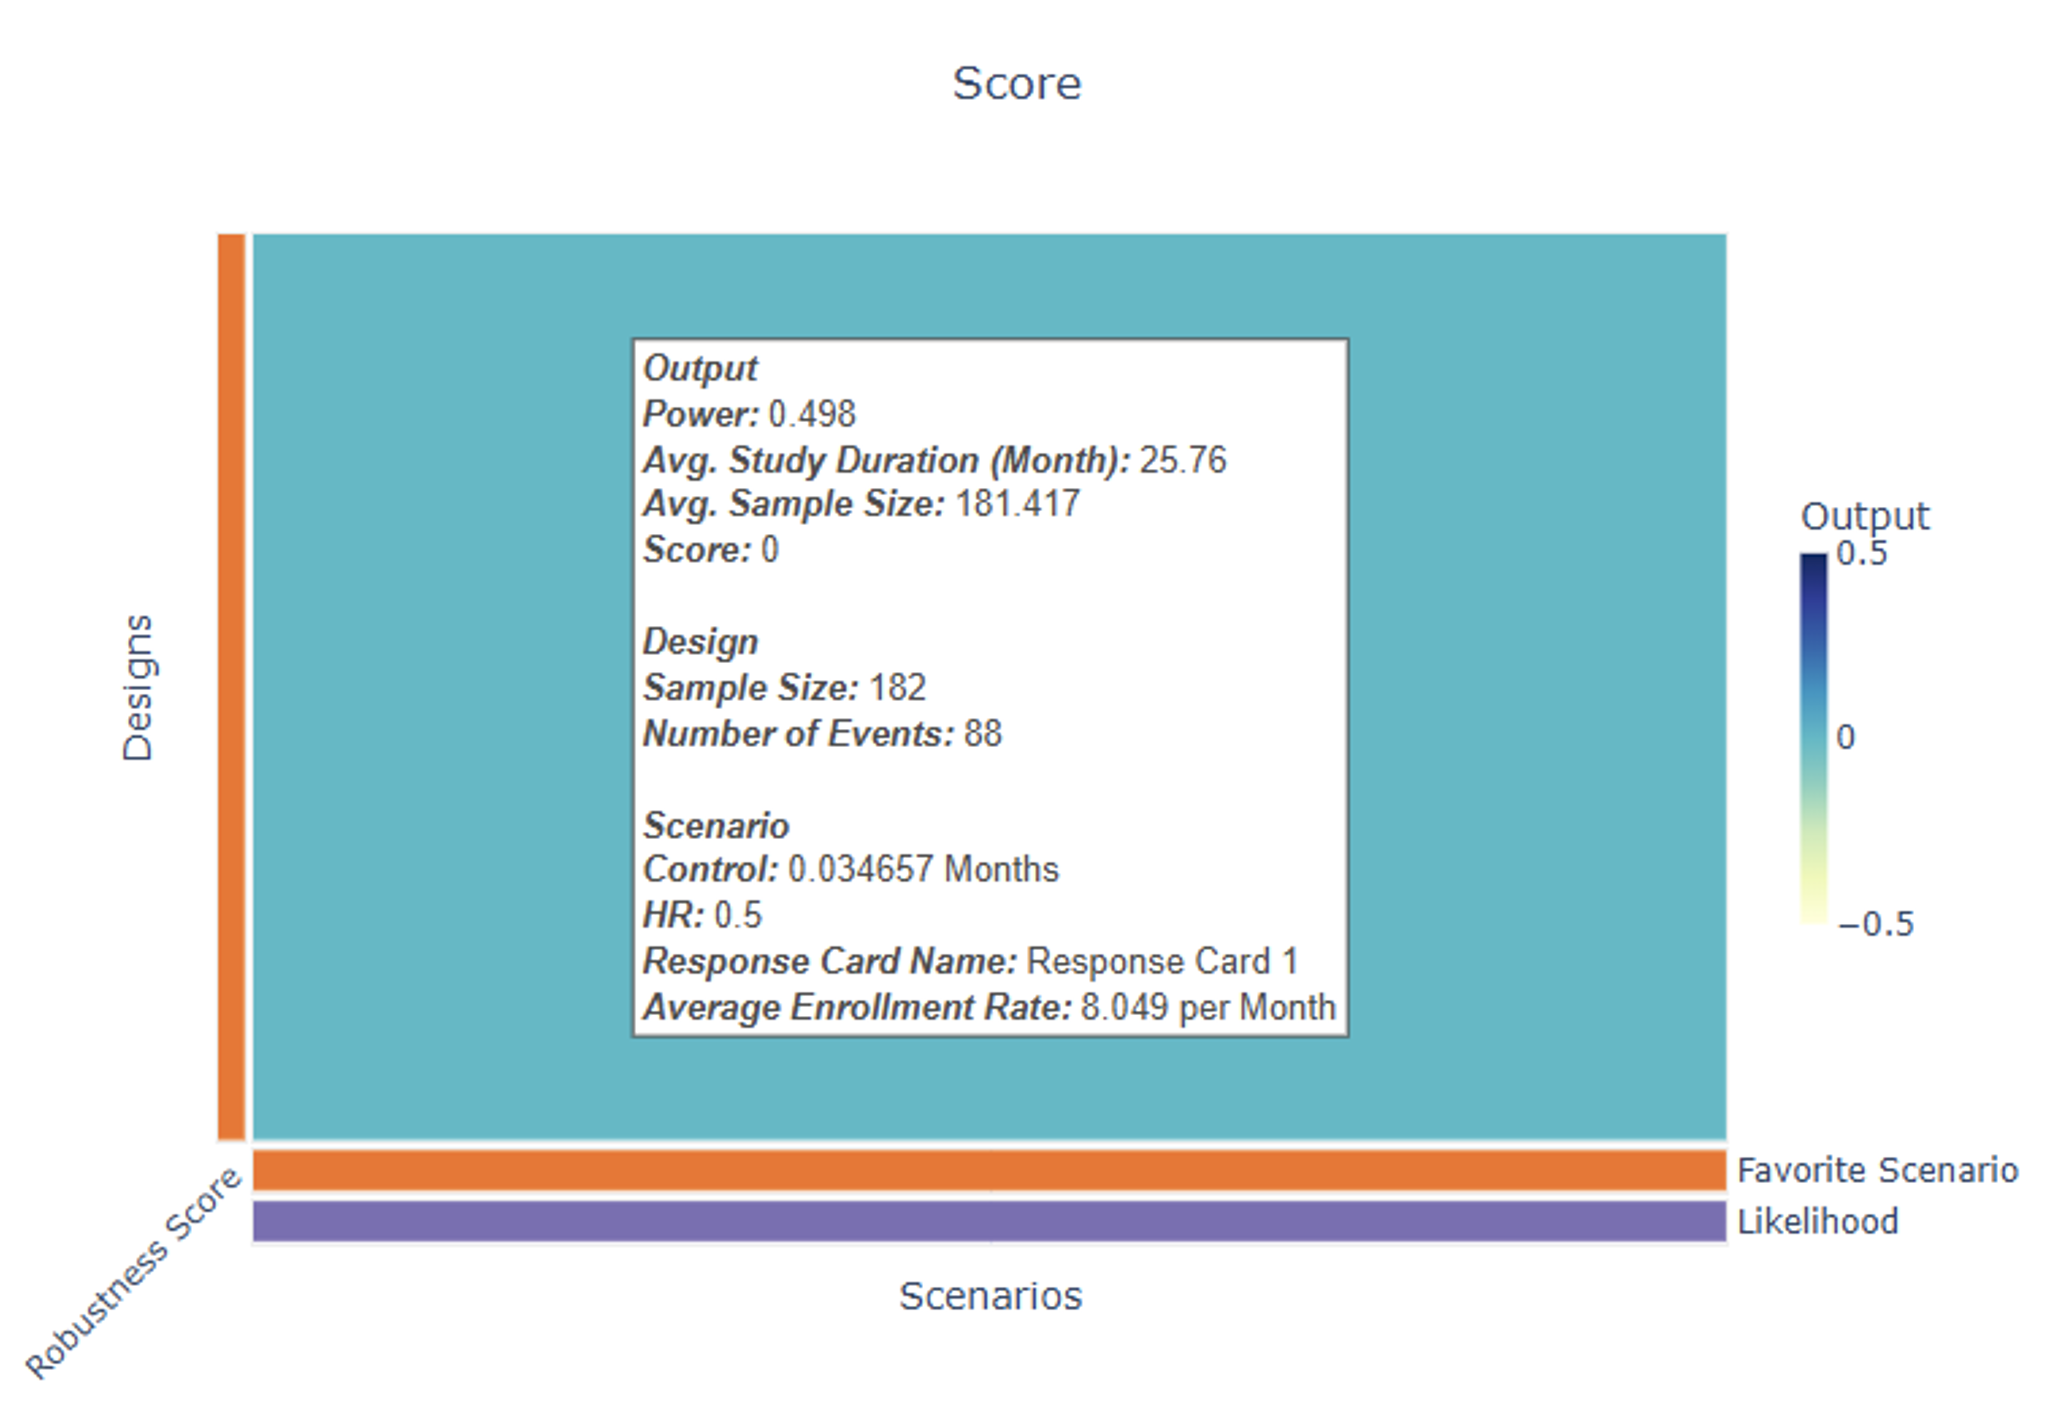 Score
Output
Power: 0.498
Avg. Study Duration (Month): 25.76
Avg. Sample Size: 181.417
Score: 0
Design
Sample Size: 182
Number of Events: 88
Scenario
Control: 0.034657 Months
HR: 0.5
Response Card Name: Response Card 1
Average Enrollment Rate: 8.049 per Month
Designs
Output
0.5
0
−0.5
Robustness Score
Favorite Scenario
Likelihood
Scenarios